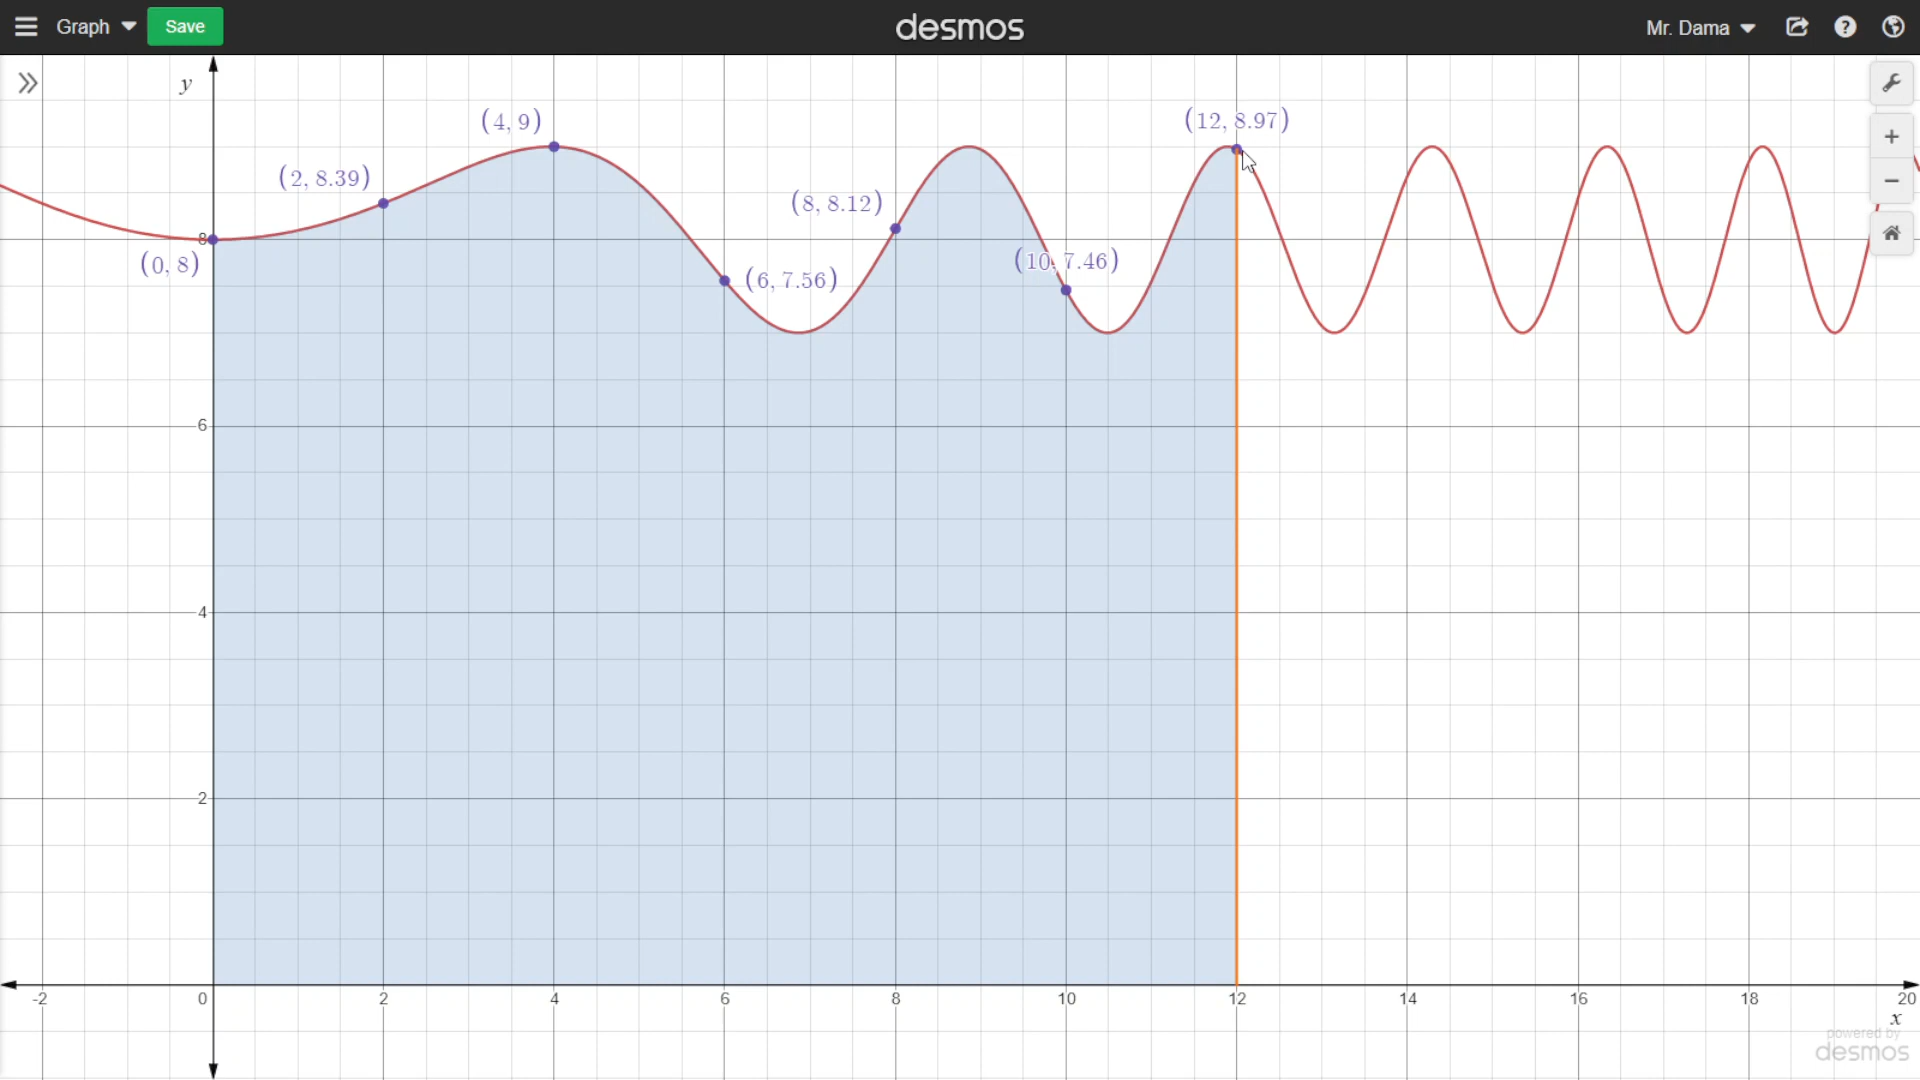 Graph Save desmos Mr. Dama
y
(4, 9) (12, 8.97)
(2, 8.39)
(8, 8.12)
8
(0, 8) (6, 7.56) (10, 7.46)
6
4
2
-2 0 2 4 6 8 10 12 14 16 18 20
x
powered by
desmos